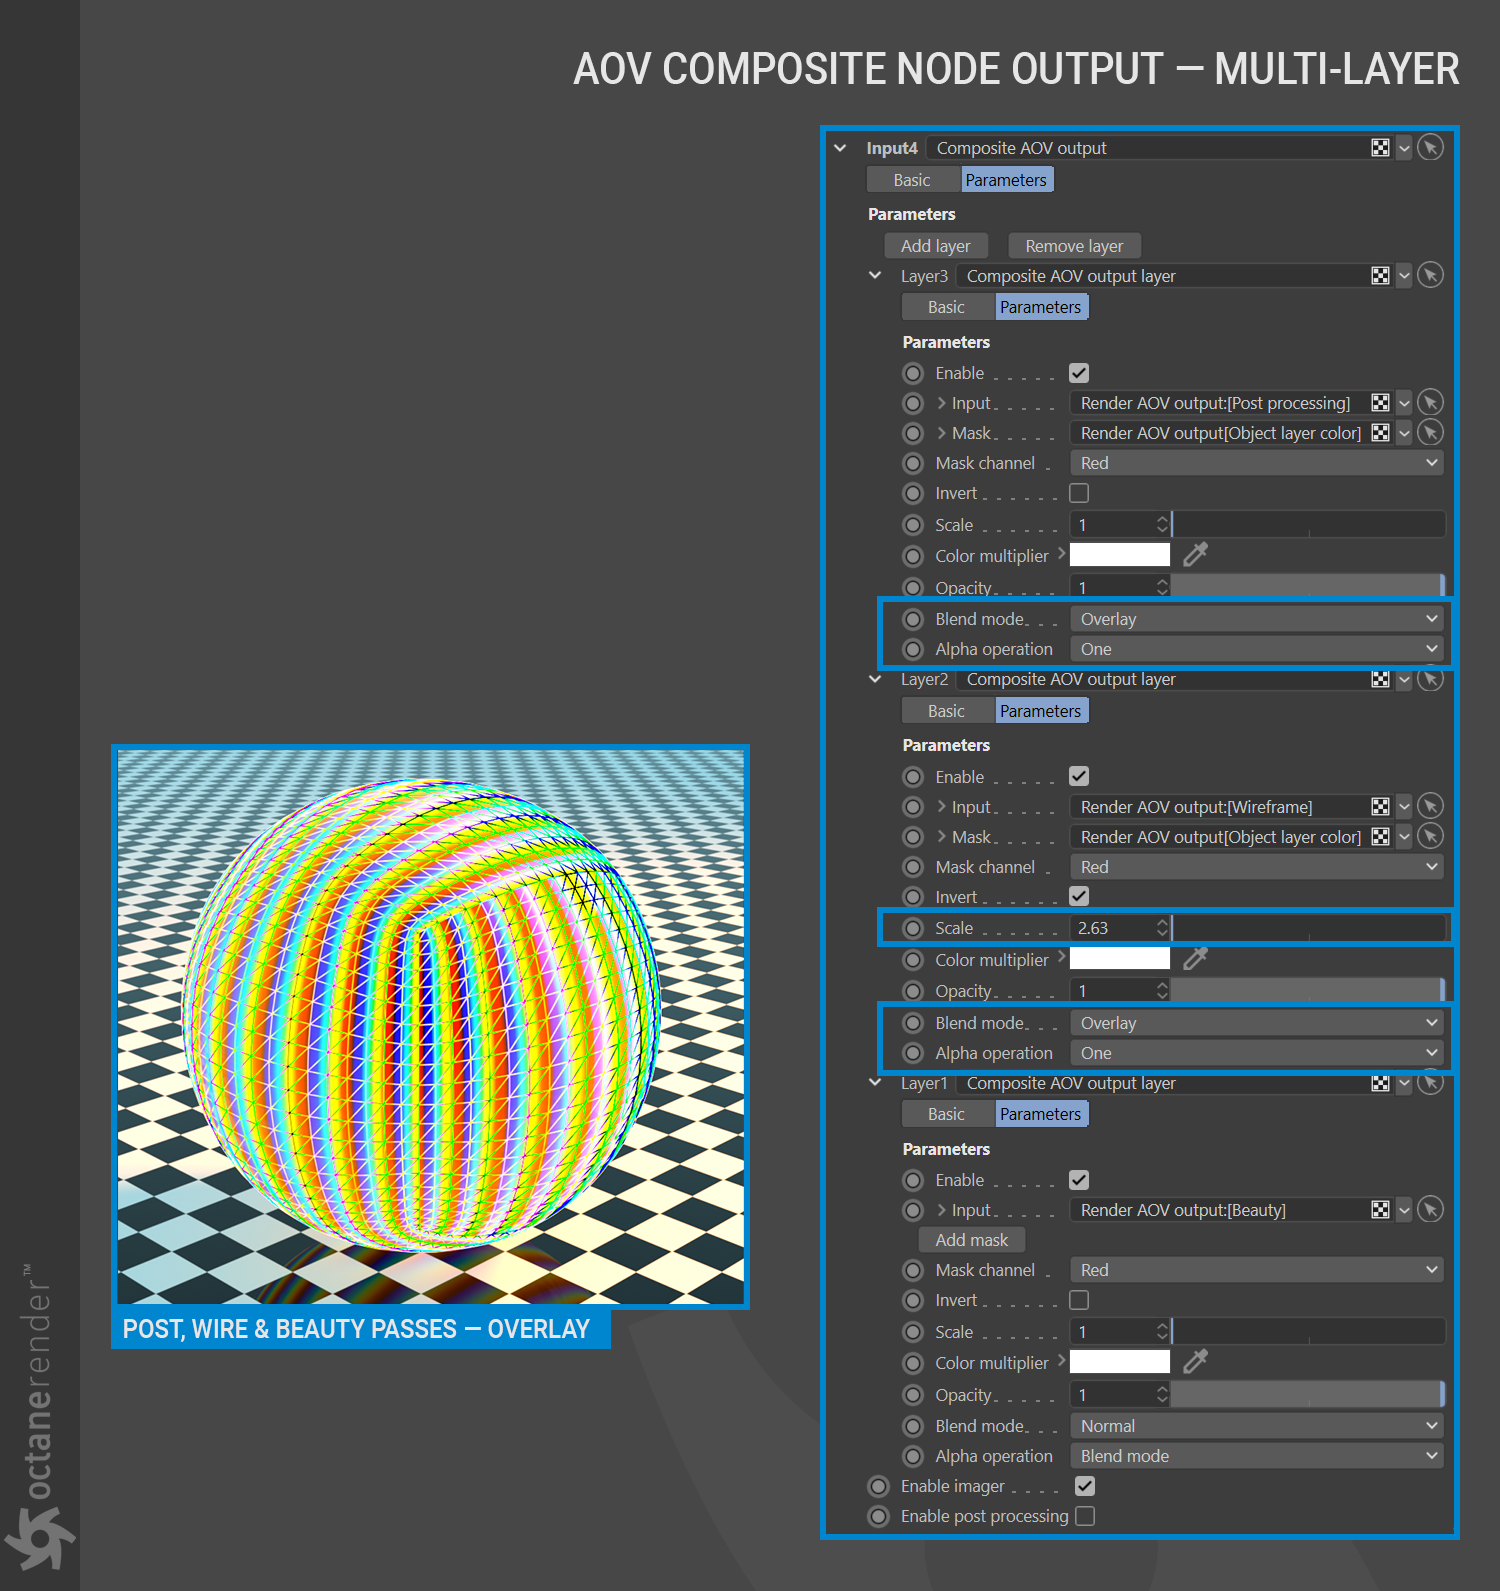 AOV COMPOSITE NODE OUTPUT — MULTI-LAYER
Input4 Composite AOV output
Basic Parameters
Parameters
Add layer Remove layer
Layer3 Composite AOV output layer
Basic Parameters
Parameters
Enable
Input Render AOV output:[Post processing]
Mask Render AOV output[Object layer color]
Mask channel Red
Invert
Scale 1
Color multiplier
Opacity 1
Blend mode Overlay
Alpha operation One
Layer2 Composite AOV output layer
Basic Parameters
Parameters
Enable
Input Render AOV output:[Wireframe]
Mask Render AOV output[Object layer color]
Mask channel Red
Invert
Scale 2.63
Color multiplier
Opacity 1
Blend mode Overlay
Alpha operation One
Layer1 Composite AOV output layer
Basic Parameters
Parameters
Enable
Input Render AOV output:[Beauty]
Add mask
Mask channel Red
Invert
Scale 1
Color multiplier
Opacity 1
Blend mode Normal
Alpha operation Blend mode
Enable imager
Enable post processing
POST, WIRE & BEAUTY PASSES — OVERLAY
octanerender™